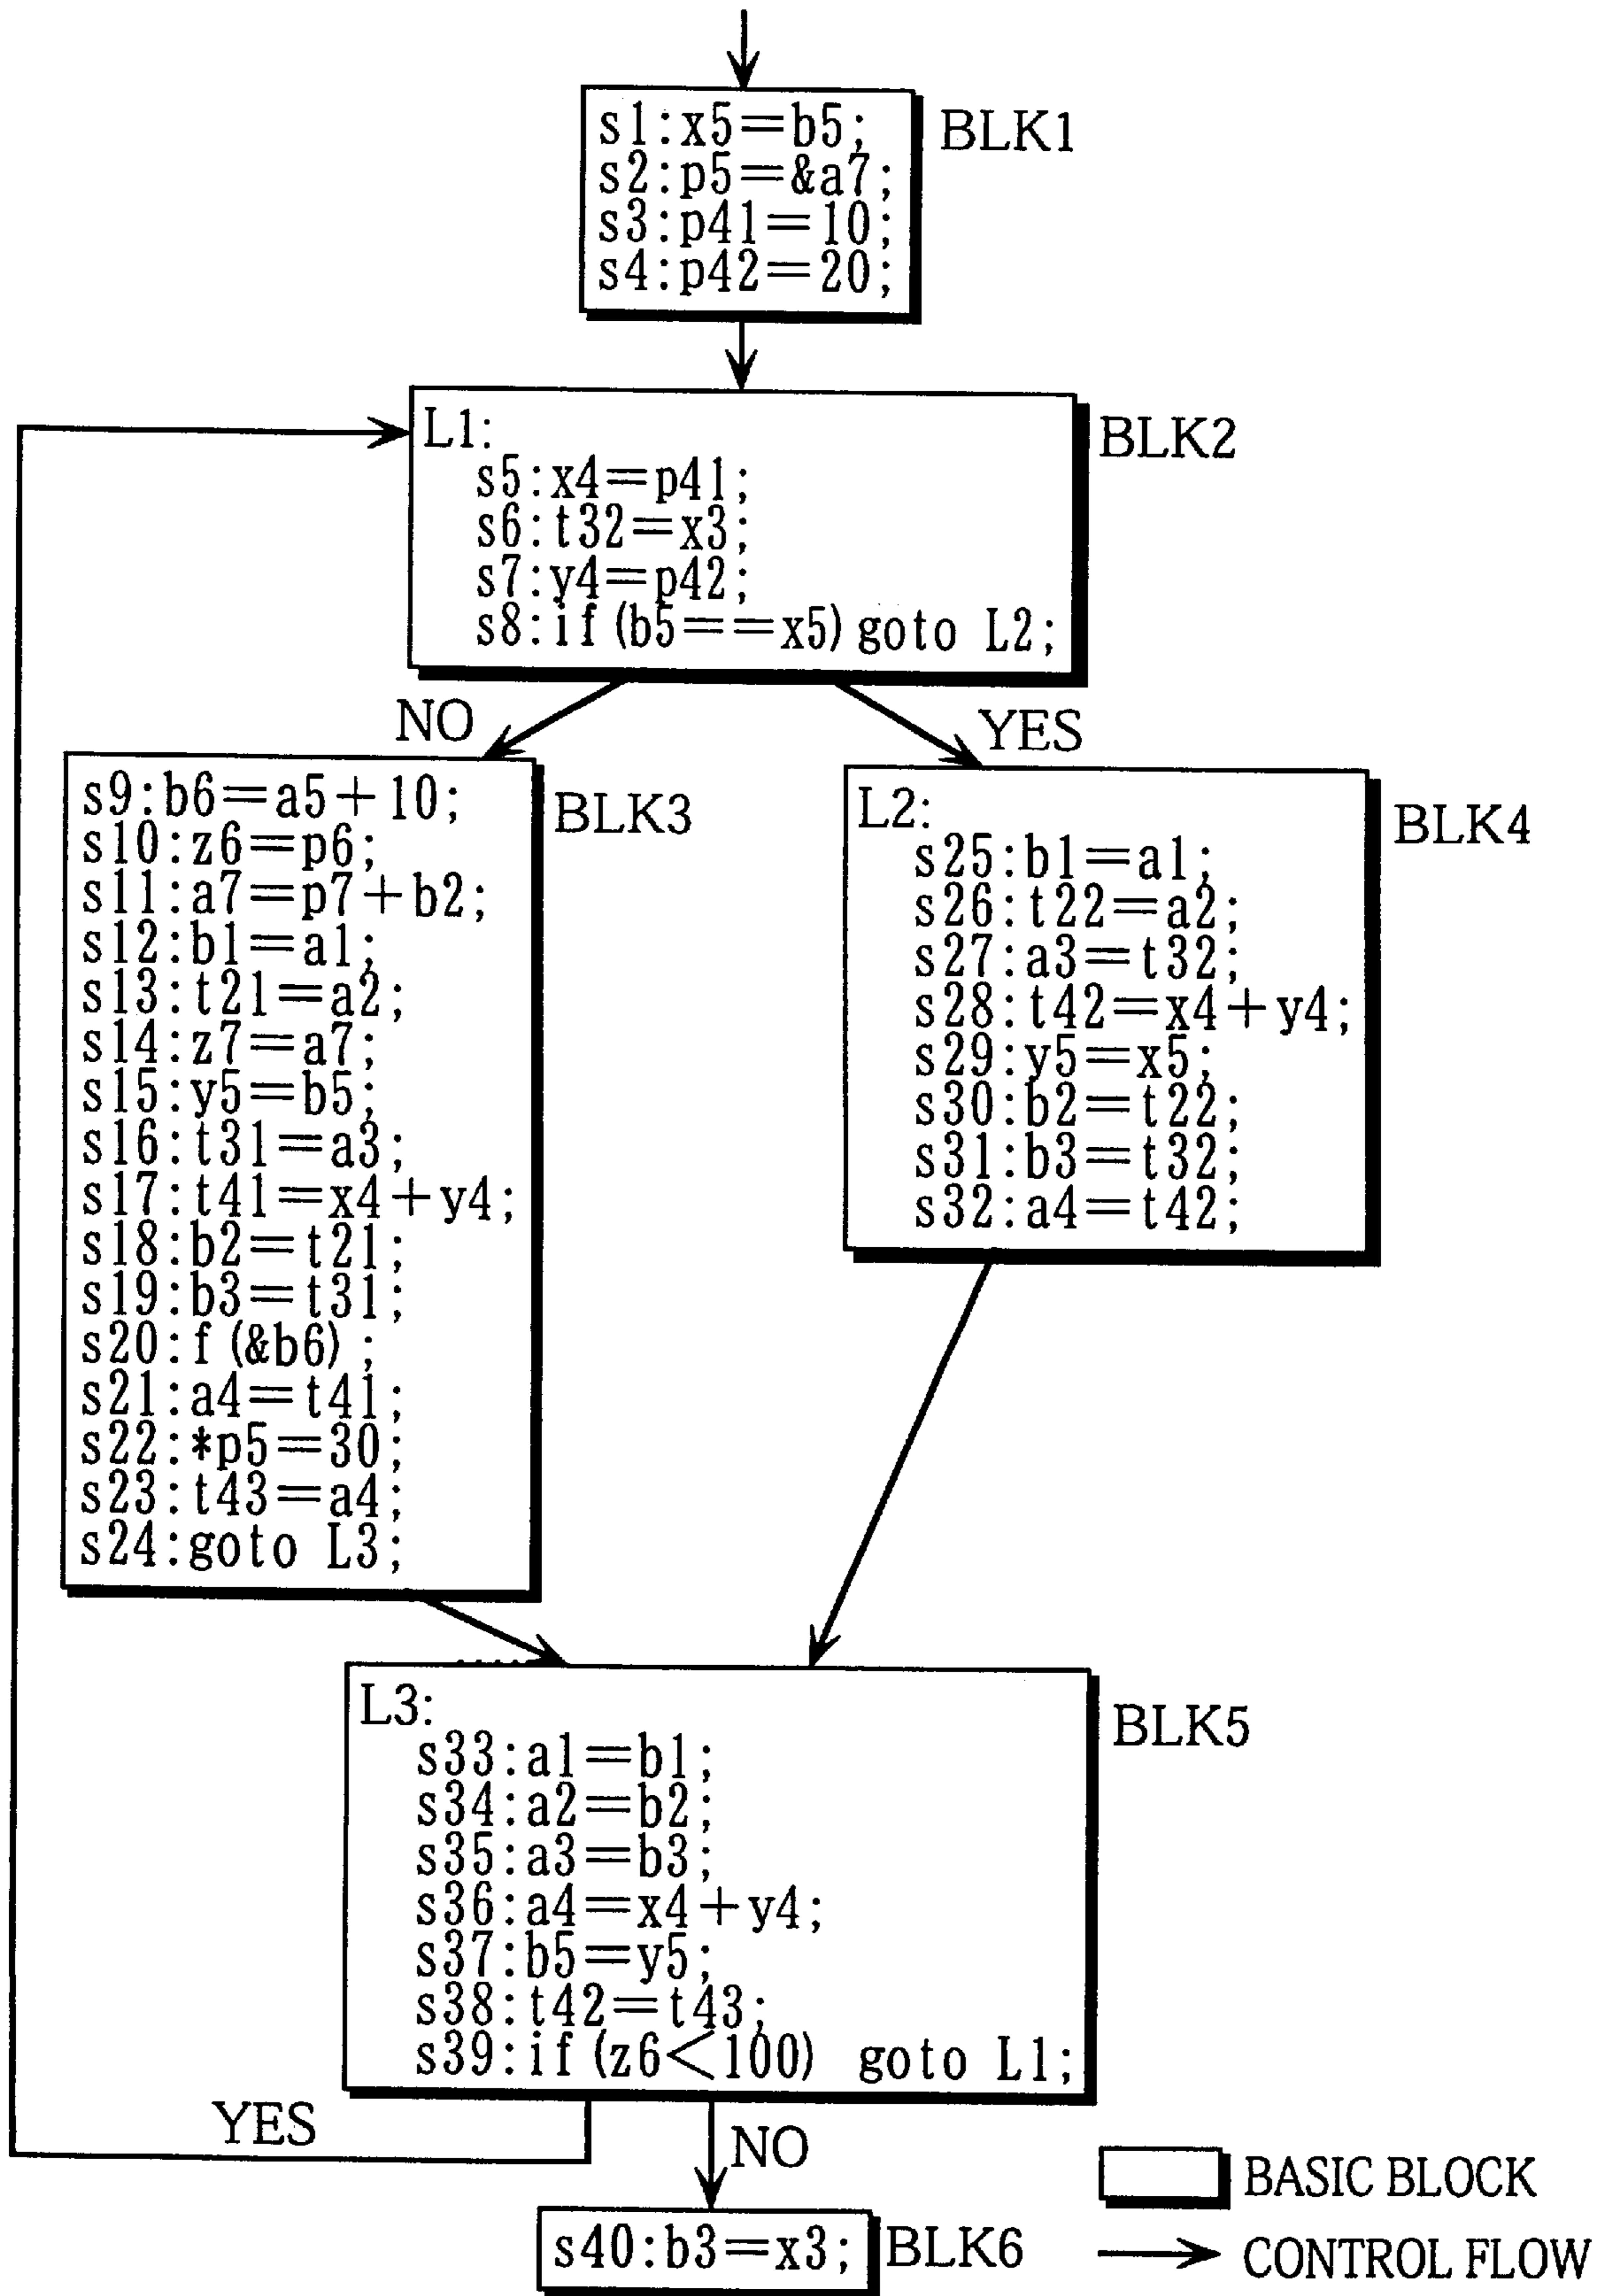 s1:x5=b5;
s2:p5=&a7;
s3:p41=10;
s4:p42=20;
BLK1
L1:
s5:x4=p41;
s6:t32=x3;
s7:y4=p42;
s8:if(b5==x5)goto L2;
BLK2
NO
YES
s9:b6=a5+10;
s10:z6=p6;
s11:a7=p7+b2;
s12:b1=a1;
s13:t21=a2;
s14:z7=a7;
s15:y5=b5;
s16:t31=a3;
s17:t41=x4+y4;
s18:b2=t21;
s19:b3=t31;
s20:f(&b6);
s21:a4=t41;
s22:*p5=30;
s23:t43=a4;
s24:goto L3;
BLK3
L2:
s25:b1=a1;
s26:t22=a2;
s27:a3=t32;
s28:t42=x4+y4;
s29:y5=x5;
s30:b2=t22;
s31:b3=t32;
s32:a4=t42;
BLK4
L3:
s33:a1=b1;
s34:a2=b2;
s35:a3=b3;
s36:a4=x4+y4;
s37:b5=y5;
s38:t42=t43;
s39:if(z6<100) goto L1;
BLK5
YES
NO
s40:b3=x3;
BLK6
BASIC BLOCK
CONTROL FLOW